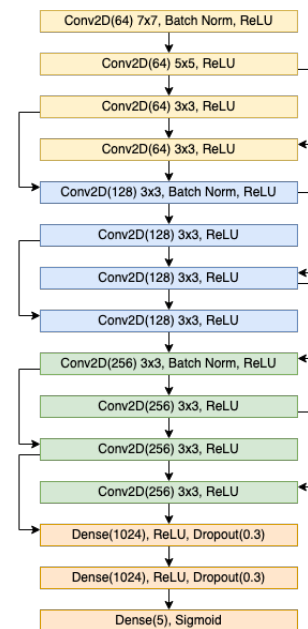 Conv2D(64) 7x7, Batch Norm, ReLU
Conv2D(64) 5x5, ReLU
Conv2D(64) 3x3, ReLU
Conv2D(64) 3x3, ReLU
Conv2D(128) 3x3, Batch Norm, ReLU
Conv2D(128) 3x3, ReLU
Conv2D(128) 3x3, ReLU
Conv2D(128) 3x3, ReLU
Conv2D(256) 3x3, Batch Norm, ReLU
Conv2D(256) 3x3, ReLU
Conv2D(256) 3x3, ReLU
Conv2D(256) 3x3, ReLU
Dense(1024), ReLU, Dropout(0.3)
Dense(1024), ReLU, Dropout(0.3)
Dense(5), Sigmoid